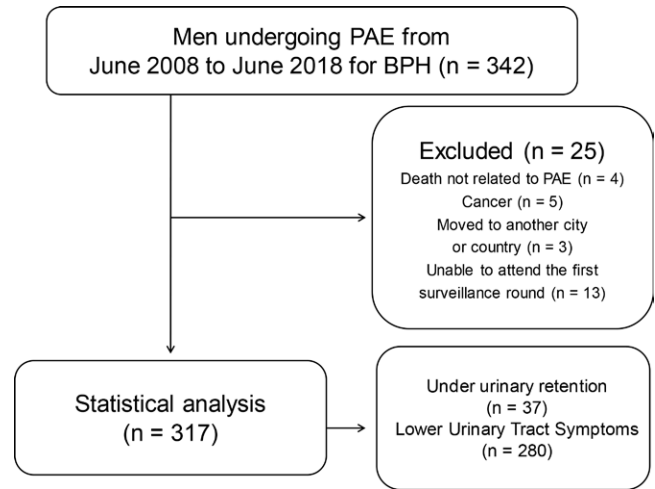 Men undergoing PAE from
June 2008 to June 2018 for BPH (n = 342)
Excluded (n = 25)
Death not related to PAE (n = 4)
Cancer (n = 5)
Moved to another city
or country (n = 3)
Unable to attend the first
surveillance round (n = 13)
Statistical analysis
(n = 317)
Under urinary retention
(n = 37)
Lower Urinary Tract Symptoms
(n = 280)